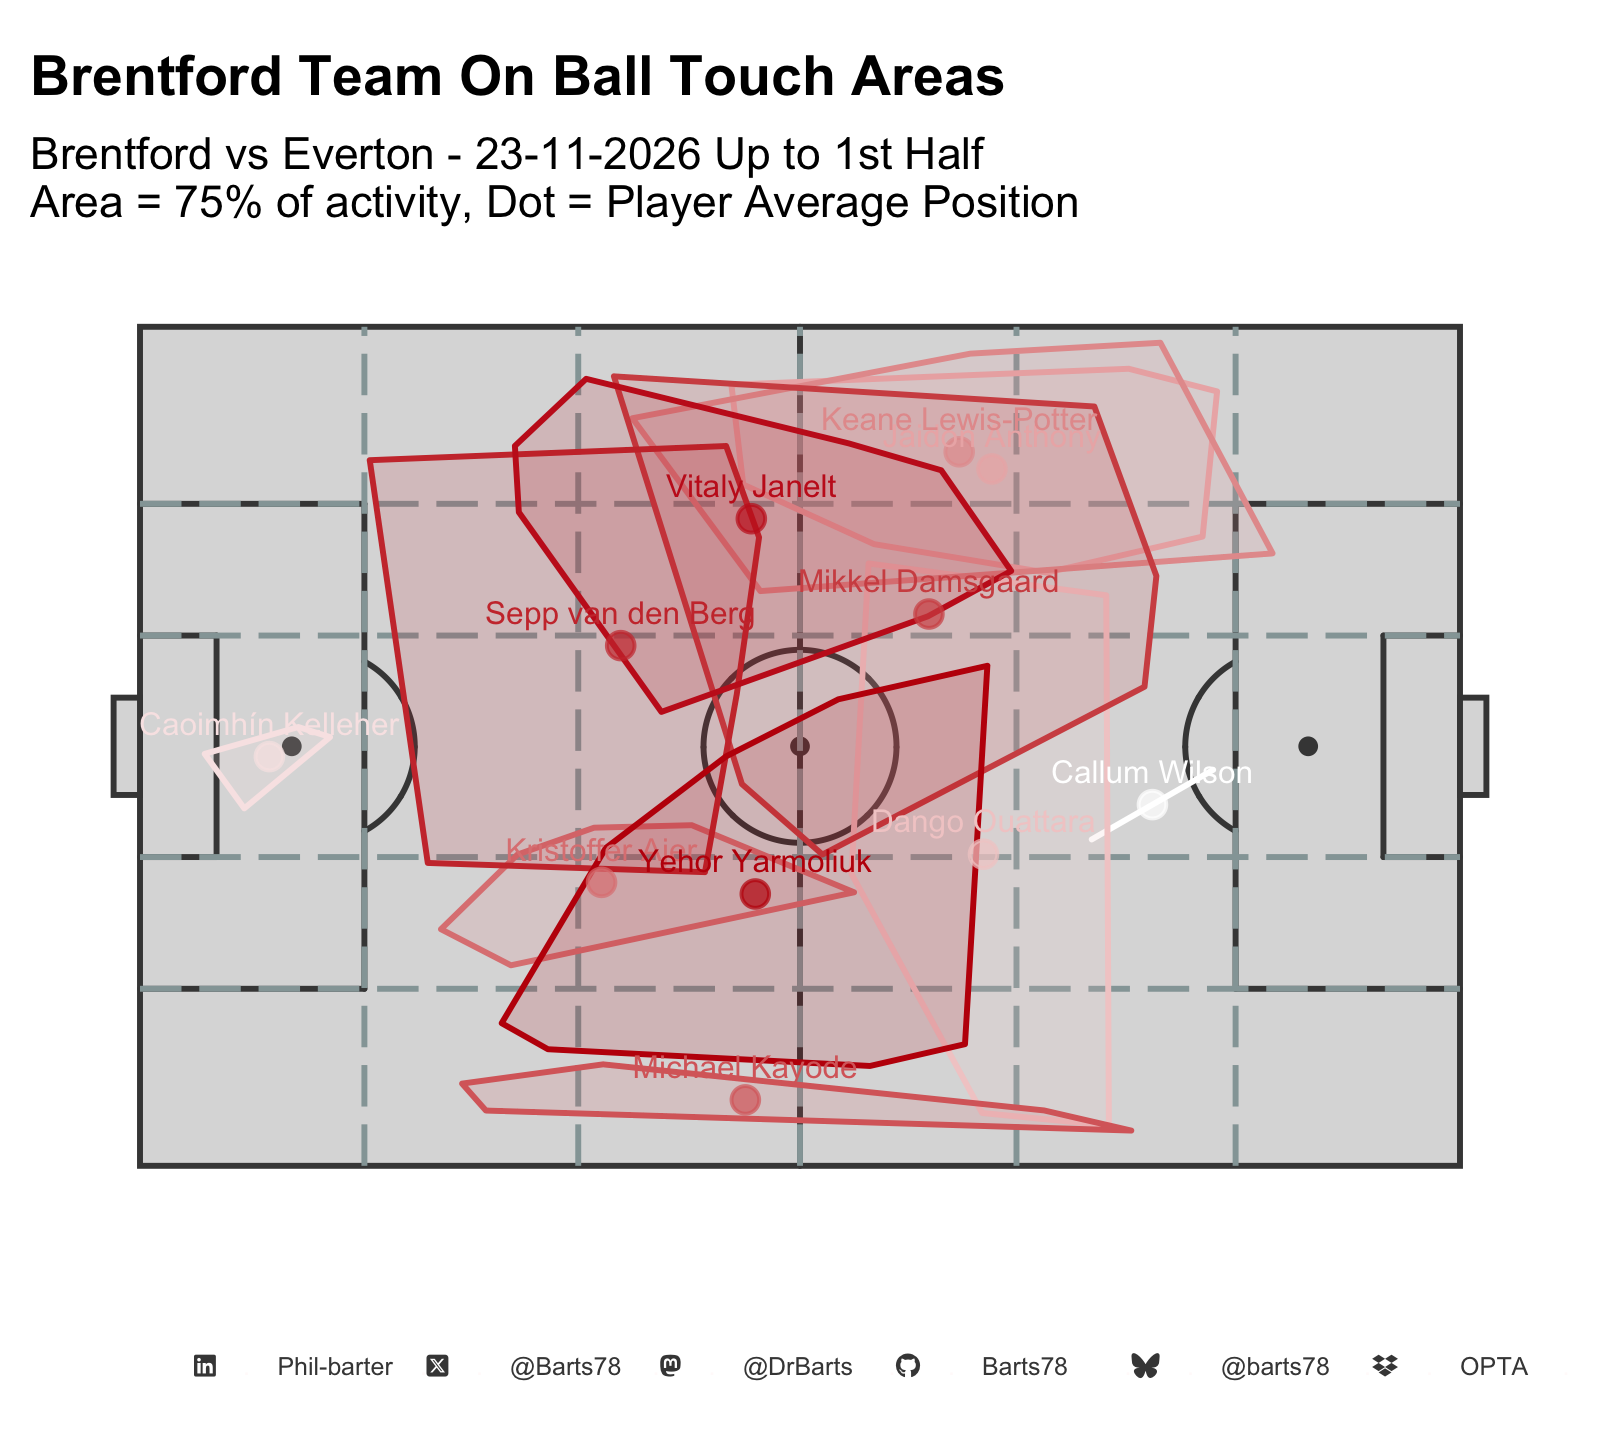 Brentford Team On Ball Touch Areas
Brentford vs Everton - 23-11-2026 Up to 1st Half
Area = 75% of activity, Dot = Player Average Position
Keane Lewis-Potter
Jaidon Anthony
Vitaly Janelt
Mikkel Damsgaard
Sepp van den Berg
Caoimhín Kelleher
Callum Wilson
Dango Ouattara
Kristoffer Ajer
Yehor Yarmoliuk
Michael Kayode
Phil-barter @Barts78 @DrBarts Barts78 @barts78 OPTA